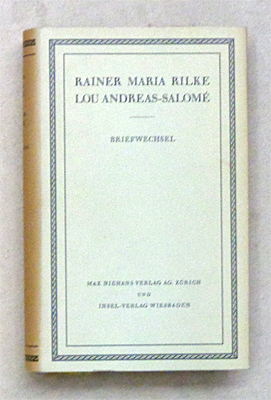 RAINER MARIA RILKE
LOU ANDREAS-SALOMÉ
BRIEFWECHSEL
MAX NIEHANS VERLAG AG. ZÜRICH
UND
INSEL-VERLAG WIESBADEN